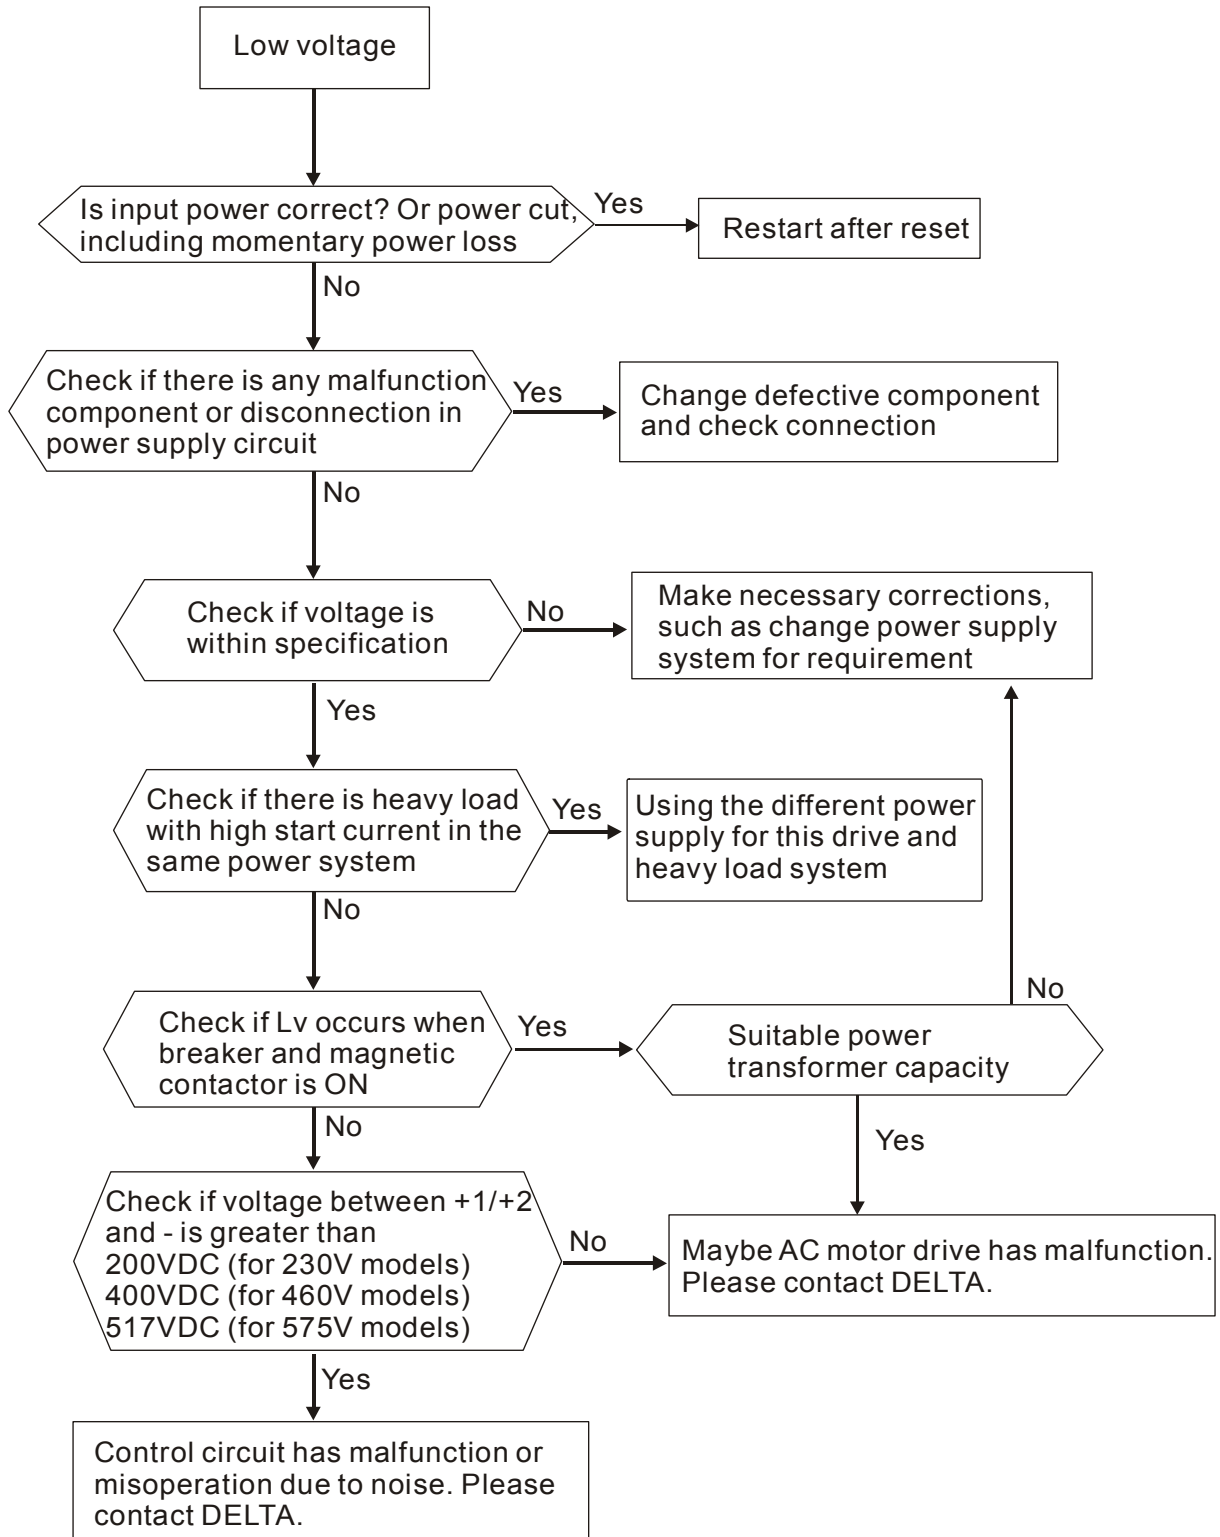 Low voltage
Is input power correct? Or power cut,
including momentary power loss
Yes
Restart after reset
No
Check if there is any malfunction
component or disconnection in
power supply circuit
Yes
Change defective component
and check connection
No
Check if voltage is
within specification
No
Make necessary corrections,
such as change power supply
system for requirement
Yes
Check if there is heavy load
with high start current in the
same power system
Yes
Using the different power
supply for this drive and
heavy load system
No
Check if Lv occurs when
breaker and magnetic
contactor is ON
Yes
Suitable power
transformer capacity
No
No
Yes
Check if voltage between +1/+2
and - is greater than
200VDC (for 230V models)
400VDC (for 460V models)
517VDC (for 575V models)
No
Maybe AC motor drive has malfunction.
Please contact DELTA.
Yes
Control circuit has malfunction or
misoperation due to noise. Please
contact DELTA.